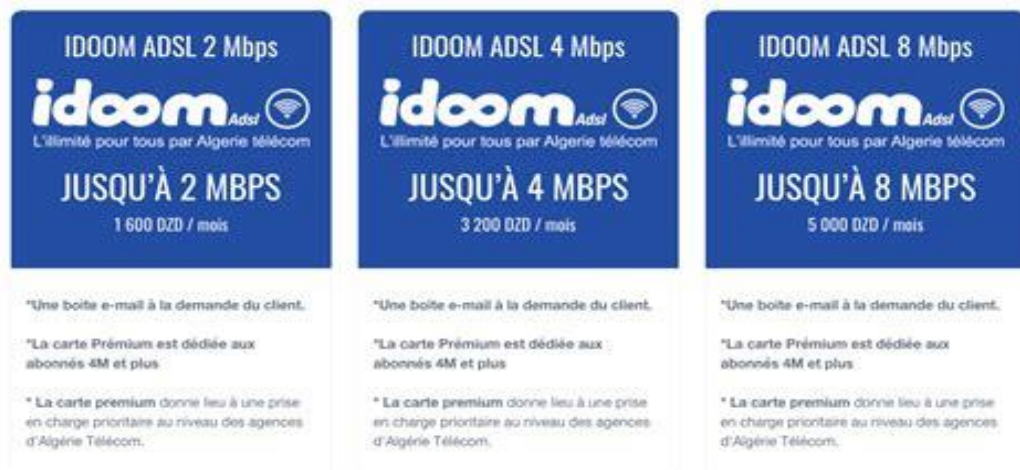 IDOOM ADSL 2 Mbps
idoom Adsl
L'illimité pour tous par Algerie télécom
JUSQU'À 2 MBPS
1 600 DZD / mois
*Une boite e-mail à la demande du client.
*La carte Prémium est dédiée aux
abonnés 4M et plus
* La carte premium donne lieu à une prise
en charge prioritaire au niveau des agences
d'Algérie Télécom.
IDOOM ADSL 4 Mbps
idoom Adsl
L'illimité pour tous par Algerie télécom
JUSQU'À 4 MBPS
3 200 DZD / mois
*Une boite e-mail à la demande du client.
*La carte Prémium est dédiée aux
abonnés 4M et plus
* La carte premium donne lieu à une prise
en charge prioritaire au niveau des agences
d'Algérie Télécom.
IDOOM ADSL 8 Mbps
idoom Adsl
L'illimité pour tous par Algerie télécom
JUSQU'À 8 MBPS
5 000 DZD / mois
*Une boite e-mail à la demande du client.
*La carte Prémium est dédiée aux
abonnés 4M et plus
* La carte premium donne lieu à une prise
en charge prioritaire au niveau des agences
d'Algérie Télécom.